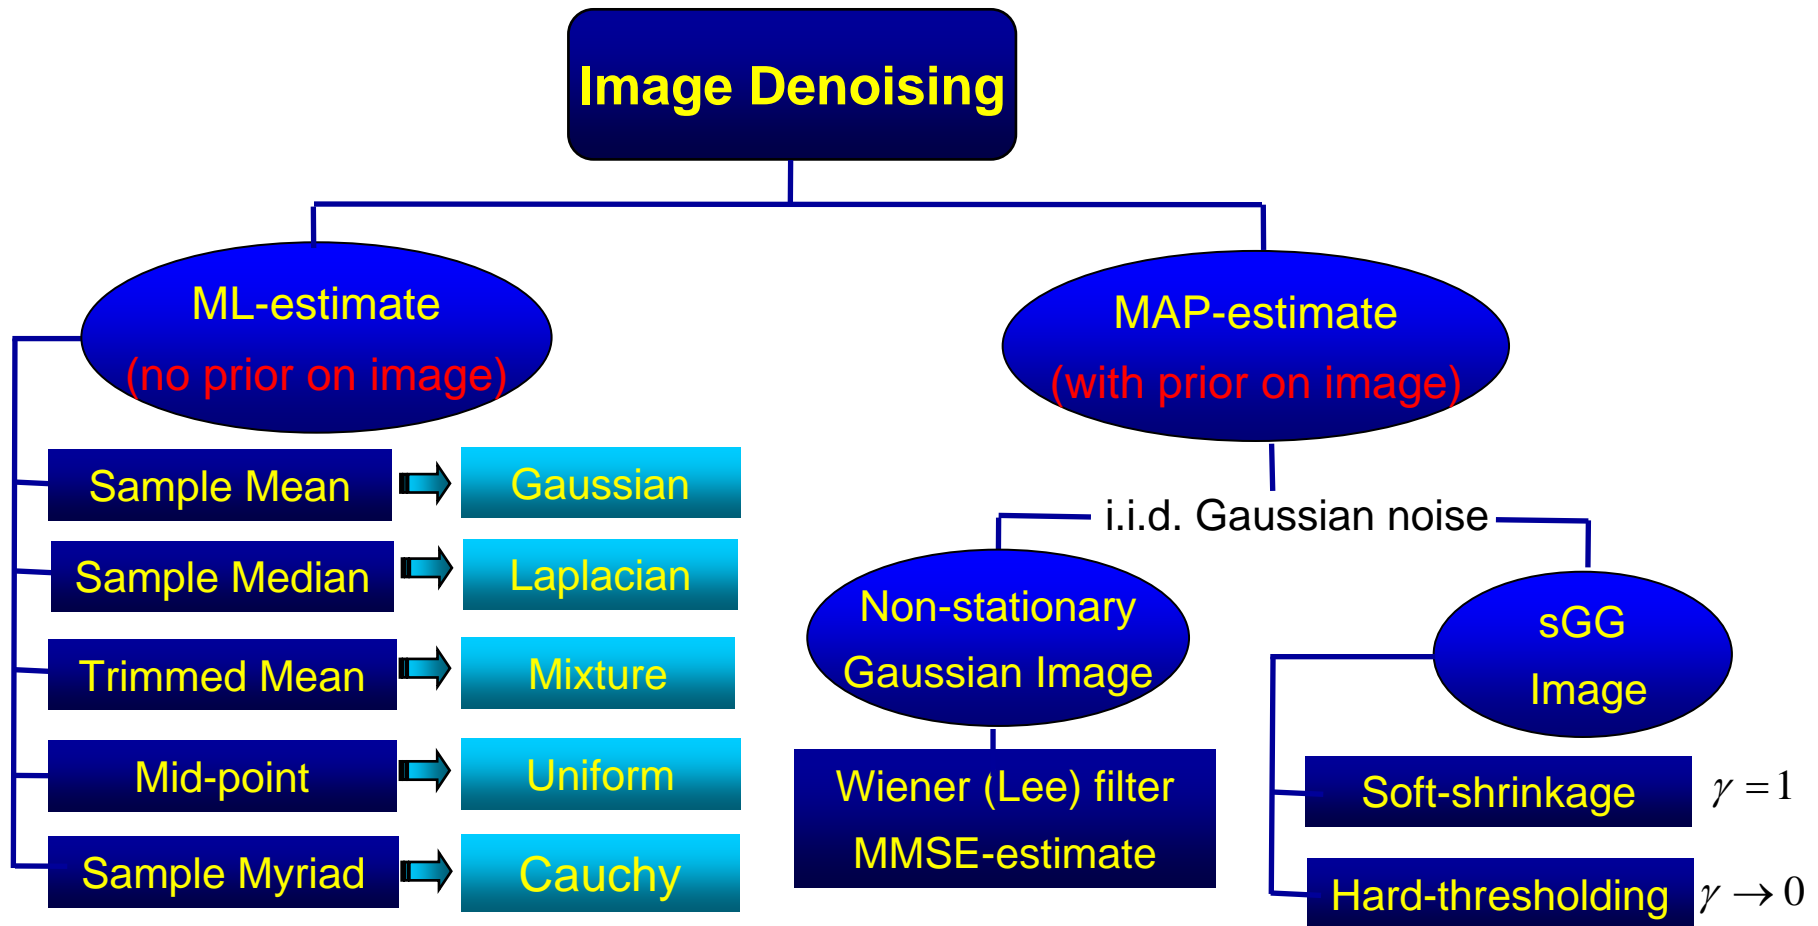 Image Denoising
ML-estimate
(no prior on image)
Sample Mean
Gaussian
Sample Median
Laplacian
Trimmed Mean
Mixture
Mid-point
Uniform
Sample Myriad
Cauchy
MAP-estimate
(with prior on image)
i.i.d. Gaussian noise
Non-stationary
Gaussian Image
Wiener (Lee) filter
MMSE-estimate
sGG
Image
Soft-shrinkage γ = 1
Hard-thresholding γ → 0